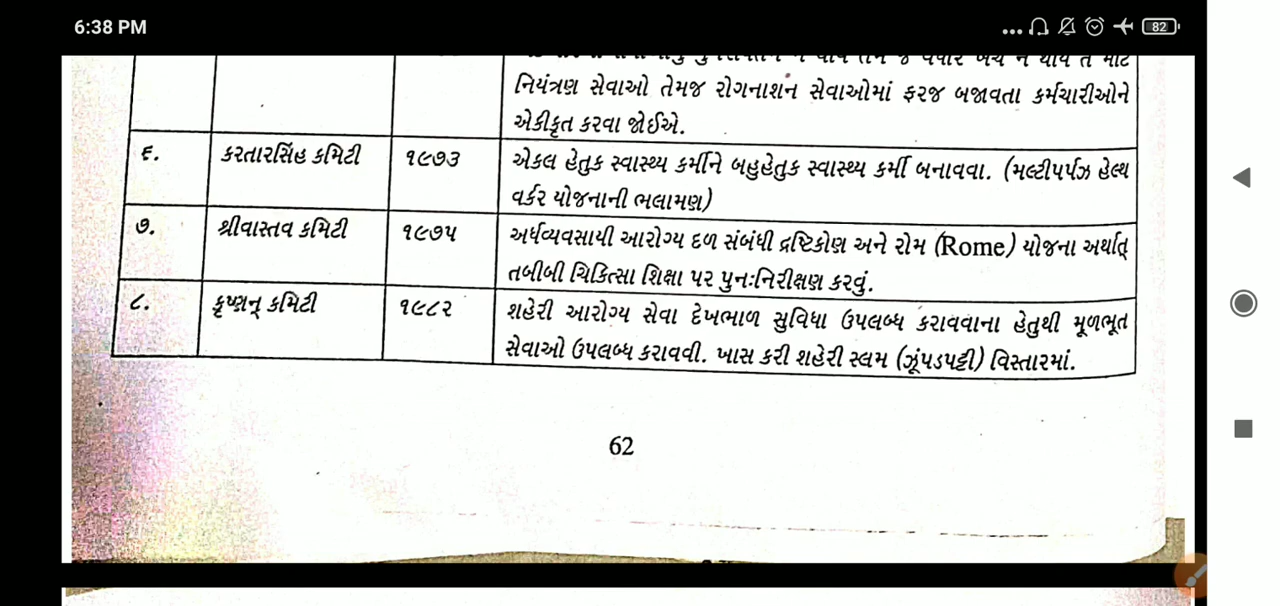 6:38 PM
82
નિયંત્રણ સેવાઓ તેમજ રોગનાશન સેવાઓમાં ફરજ બજાવતા કર્મચારીઓને
એકીકૃત કરવા જોઈએ.
૬. કરતારસિંહ કમિટી ૧૯૭૩ એકલ હેતુક સ્વાસ્થ્ય કર્મીને બહુહેતુક સ્વાસ્થ્ય કર્મી બનાવવા. (મલ્ટીપર્પઝ હેલ્થ
વર્કર યોજનાની ભલામણ)
૭. શ્રીવાસ્તવ કમિટી ૧૯૭૫ અર્ધવ્યવસાયી આરોગ્ય દળ સંબંધી દ્રષ્ટિકોણ અને રોમ (Rome) યોજના અર્થાત્
તબીબી ચિકિત્સા શિક્ષા પર પુનઃનિરીક્ષણ કરવું.
૮. કૃષ્ણનૂ કમિટી ૧૯૮૨ શહેરી આરોગ્ય સેવા દેખભાળ સુવિધા ઉપલબ્ધ કરાવવાના હેતુથી મૂળભૂત
સેવાઓ ઉપલબ્ધ કરાવવી. ખાસ કરી શહેરી સ્લમ (ઝૂંપડપટ્ટી) વિસ્તારમાં.
62